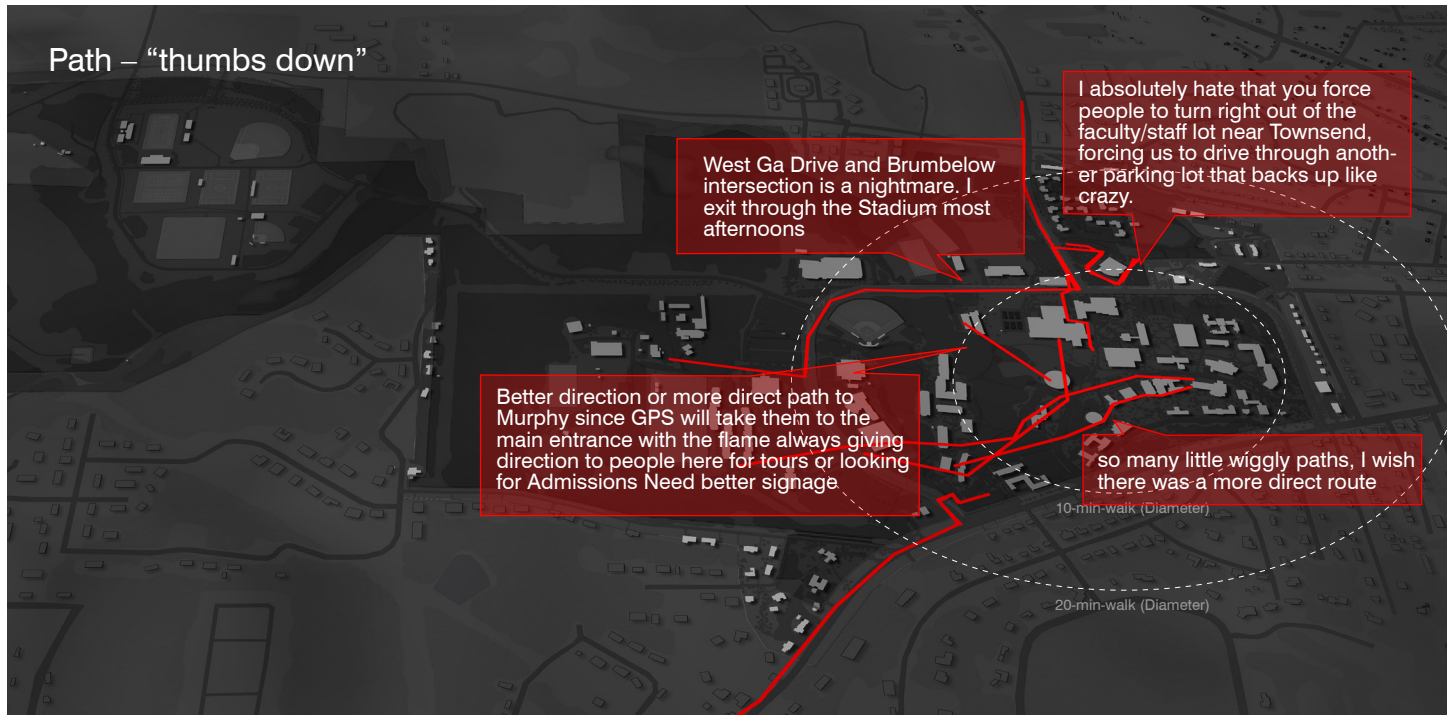 Path – “thumbs down”
I absolutely hate that you force
people to turn right out of the
faculty/staff lot near Townsend,
forcing us to drive through anoth-
er parking lot that backs up like
crazy.
West Ga Drive and Brumbelow
intersection is a nightmare. I
exit through the Stadium most
afternoons
Better direction or more direct path to
Murphy since GPS will take them to the
main entrance with the flame always giving
direction to people here for tours or looking
for Admissions Need better signage
so many little wiggly paths, I wish
there was a more direct route
10-min-walk (Diameter)
20-min-walk (Diameter)